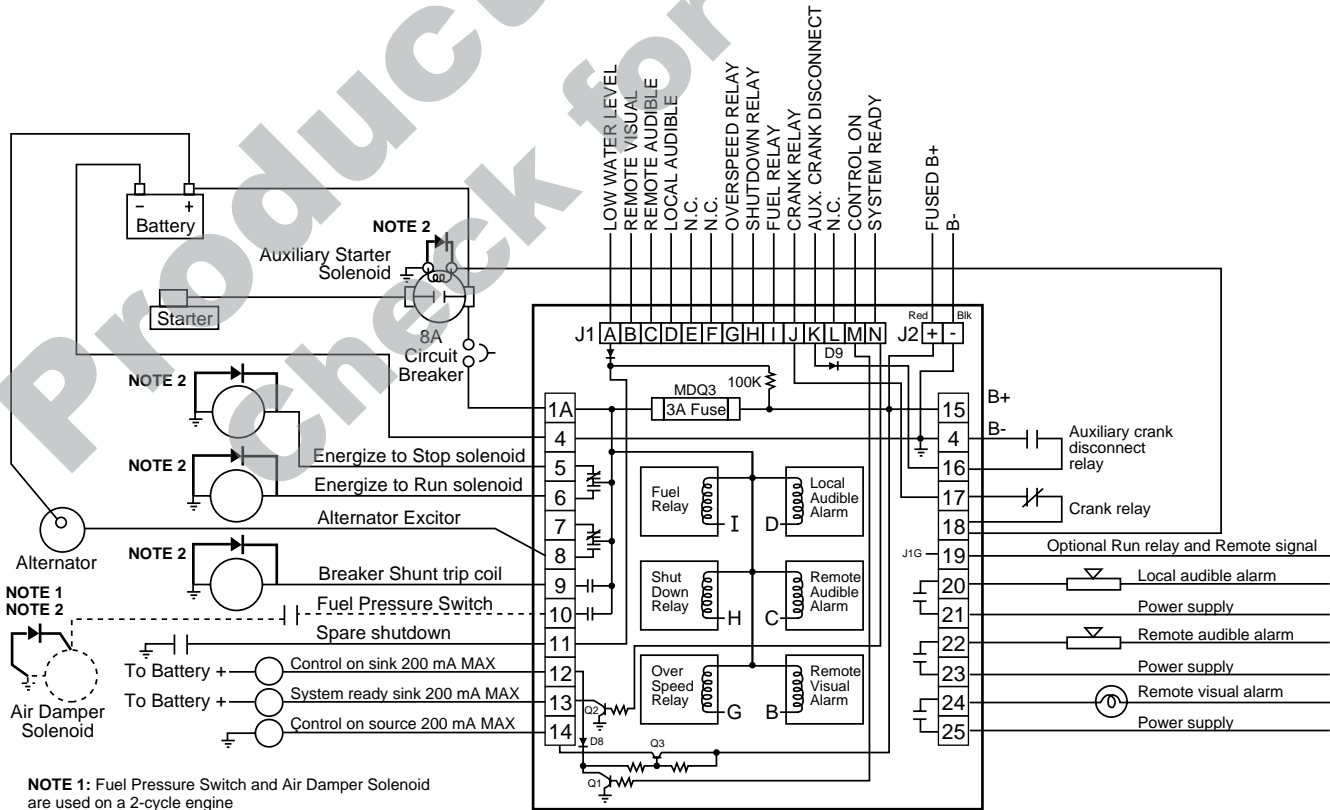 Product
Check for
LOW WATER LEVEL
REMOTE VISUAL
REMOTE AUDIBLE
LOCAL AUDIBLE
N.C.
N.C.
OVERSPEED RELAY
SHUTDOWN RELAY
FUEL RELAY
CRANK RELAY
AUX. CRANK DISCONNECT
N.C.
CONTROL ON
SYSTEM READY
FUSED B+
B-
- +
Battery
NOTE 2
Auxiliary Starter
Solenoid
Starter
8A
Circuit
Breaker
Red Blk
J1 A B C D E F G H I J K L M N J2 + -
D9
100K
MDQ3
3A Fuse
NOTE 2
NOTE 2
1A
4
5
6
7
8
9
10
11
12
13
14
Energize to Stop solenoid
Energize to Run solenoid
Alternator Excitor
Alternator
NOTE 2
Breaker Shunt trip coil
NOTE 1
NOTE 2
Fuel Pressure Switch
Spare shutdown
To Battery + Control on sink 200 mA MAX
To Battery + System ready sink 200 mA MAX
Control on source 200 mA MAX
Air Damper
Solenoid
Fuel
Relay
I
Local
Audible
Alarm
D
Shut
Down
Relay
H
Remote
Audible
Alarm
C
Over
Speed
Relay
G
Remote
Visual
Alarm
B
Q2
D8
Q3
Q1
15 B+
4 B-
16
17
18
J1G 19
20
21
22
23
24
25
Auxiliary crank
disconnect
relay
Crank relay
Optional Run relay and Remote signal
Local audible alarm
Power supply
Remote audible alarm
Power supply
Remote visual alarm
Power supply
NOTE 1: Fuel Pressure Switch and Air Damper Solenoid
are used on a 2-cycle engine